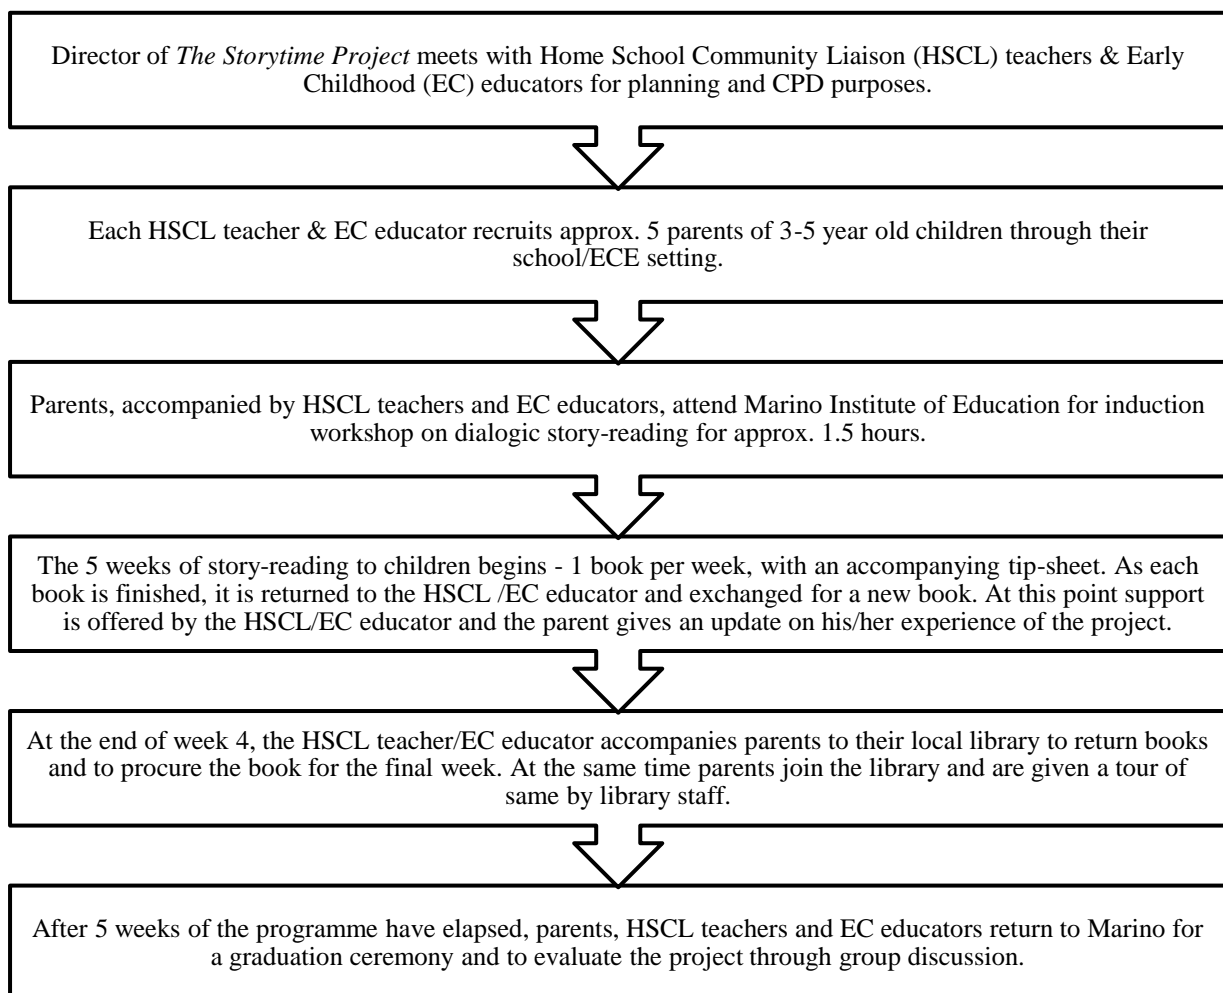 Director of The Storytime Project meets with Home School Community Liaison (HSCL) teachers & Early
Childhood (EC) educators for planning and CPD purposes.
Each HSCL teacher & EC educator recruits approx. 5 parents of 3-5 year old children through their
school/ECE setting.
Parents, accompanied by HSCL teachers and EC educators, attend Marino Institute of Education for induction
workshop on dialogic story-reading for approx. 1.5 hours.
The 5 weeks of story-reading to children begins - 1 book per week, with an accompanying tip-sheet. As each
book is finished, it is returned to the HSCL /EC educator and exchanged for a new book. At this point support
is offered by the HSCL/EC educator and the parent gives an update on his/her experience of the project.
At the end of week 4, the HSCL teacher/EC educator accompanies parents to their local library to return books
and to procure the book for the final week. At the same time parents join the library and are given a tour of
same by library staff.
After 5 weeks of the programme have elapsed, parents, HSCL teachers and EC educators return to Marino for
a graduation ceremony and to evaluate the project through group discussion.